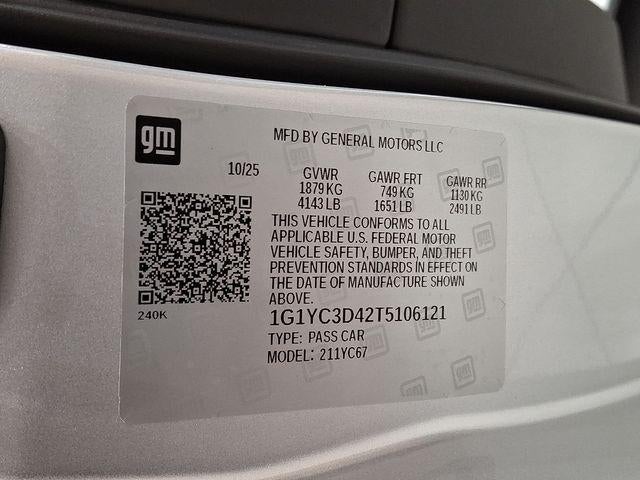 gm
MFD BY GENERAL MOTORS LLC
10/25
GVWR GAWR FRT GAWR RR
1879 KG 749 KG 1130 KG
4143 LB 1651 LB 2491 LB
THIS VEHICLE CONFORMS TO ALL
APPLICABLE U.S. FEDERAL MOTOR
VEHICLE SAFETY, BUMPER, AND THEFT
PREVENTION STANDARDS IN EFFECT ON
THE DATE OF MANUFACTURE SHOWN
ABOVE.
240K
1G1YC3D42T5106121
TYPE: PASS CAR
MODEL: 211YC67